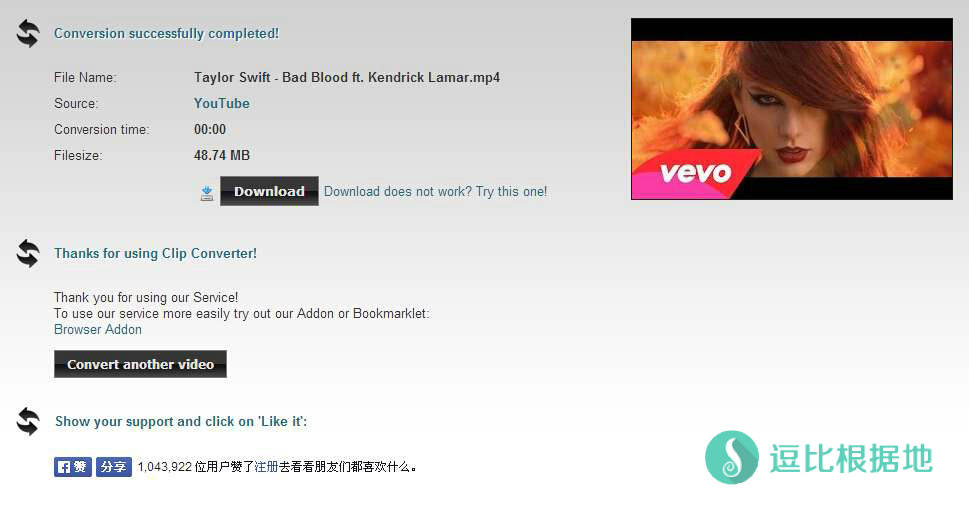 Conversion successfully completed!
File Name: Taylor Swift - Bad Blood ft. Kendrick Lamar.mp4
Source: YouTube
Conversion time: 00:00
Filesize: 48.74 MB
Download Download does not work? Try this one!
vevo
Thanks for using Clip Converter!
Thank you for using our Service!
To use our service more easily try out our Addon or Bookmarklet:
Browser Addon
Convert another video
Show your support and click on 'Like it':
赞 分享 1,043,922 位用户赞了注册去看看朋友们都喜欢什么。
逗比根据地